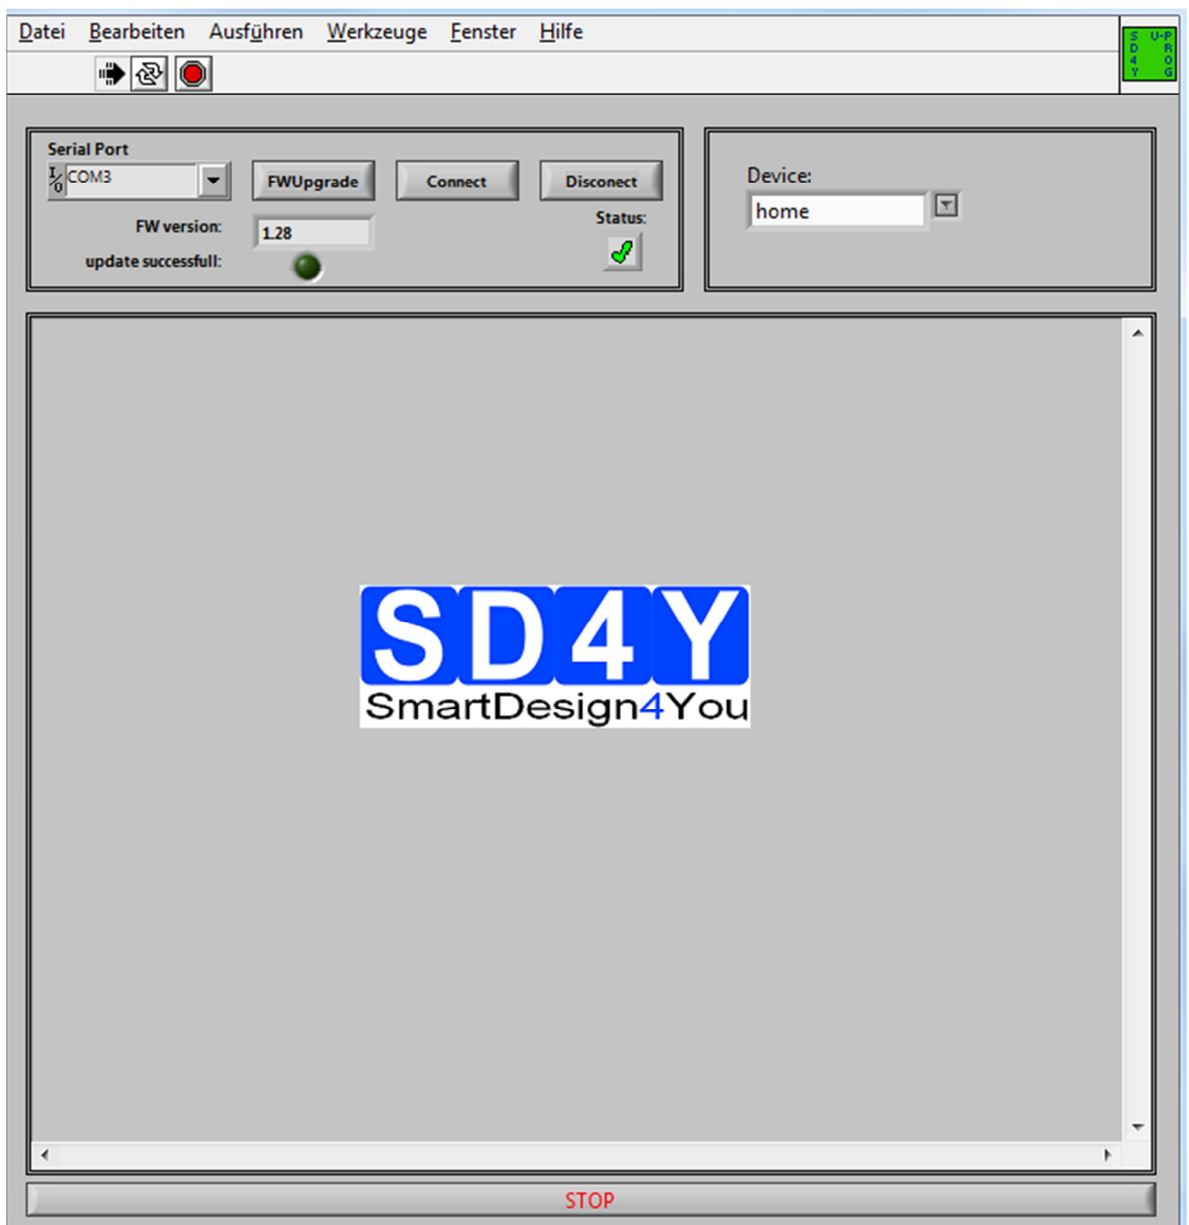 Datei Bearbeiten Ausführen Werkzeuge Fenster Hilfe
S U-P
D R
4 O
Y G
Serial Port
I/O COM3
FWUpgrade
Connect
Disconect
FW version:
1.28
Status:
update successfull:
Device:
home
SD4Y
SmartDesign4You
STOP